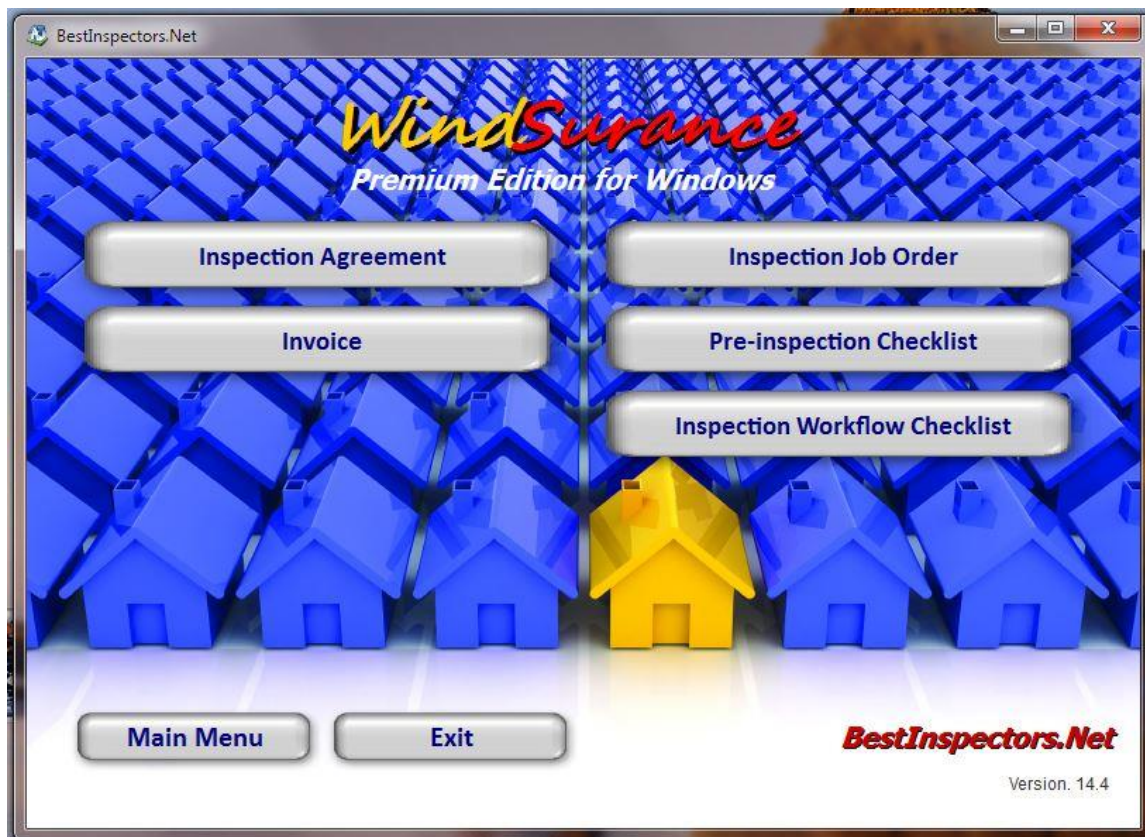 BestInspectors.Net
WindSurance
Premium Edition for Windows
Inspection Agreement
Inspection Job Order
Invoice
Pre-inspection Checklist
Inspection Workflow Checklist
Main Menu
Exit
BestInspectors.Net
Version. 14.4